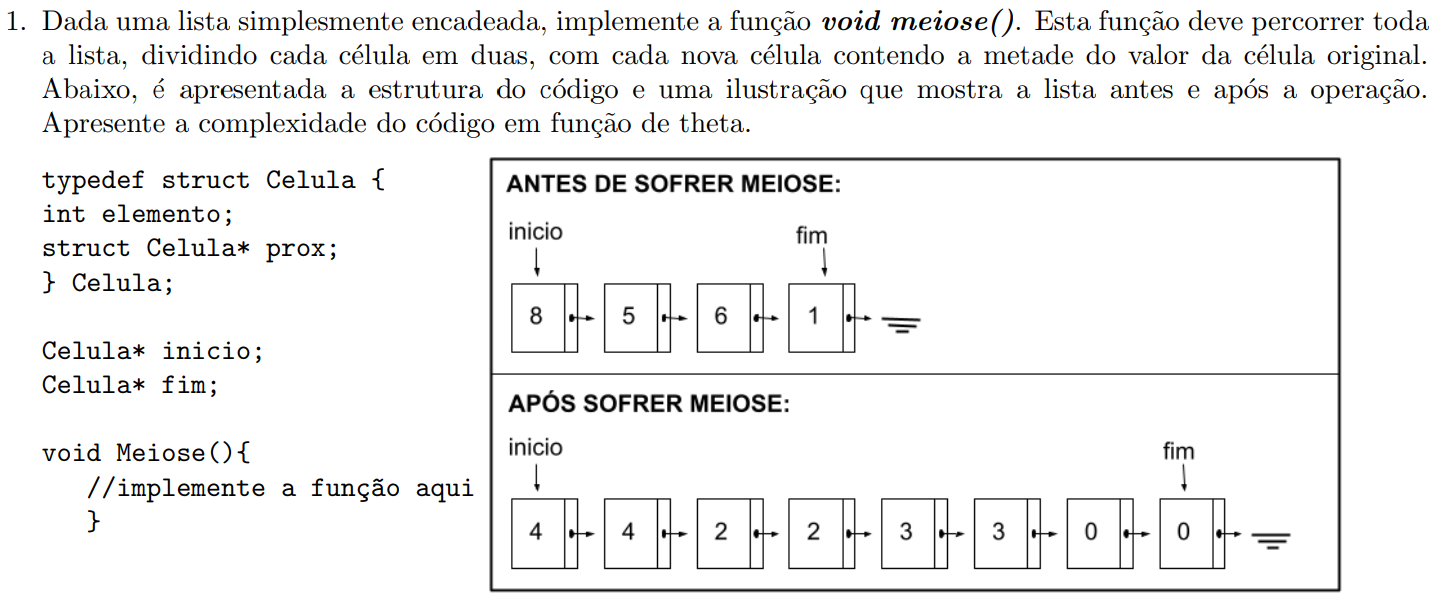 1. Dada uma lista simplesmente encadeada, implemente a função void meiose(). Esta função deve percorrer toda
a lista, dividindo cada célula em duas, com cada nova célula contendo a metade do valor da célula original.
Abaixo, é apresentada a estrutura do código e uma ilustração que mostra a lista antes e após a operação.
Apresente a complexidade do código em função de theta.
typedef struct Celula {
int elemento;
struct Celula* prox;
} Celula;
Celula* inicio;
Celula* fim;
void Meiose(){
//implemente a função aqui
}
ANTES DE SOFRER MEIOSE:
inicio fim
8 5 6 1
APÓS SOFRER MEIOSE:
inicio fim
4 4 2 2 3 3 0 0